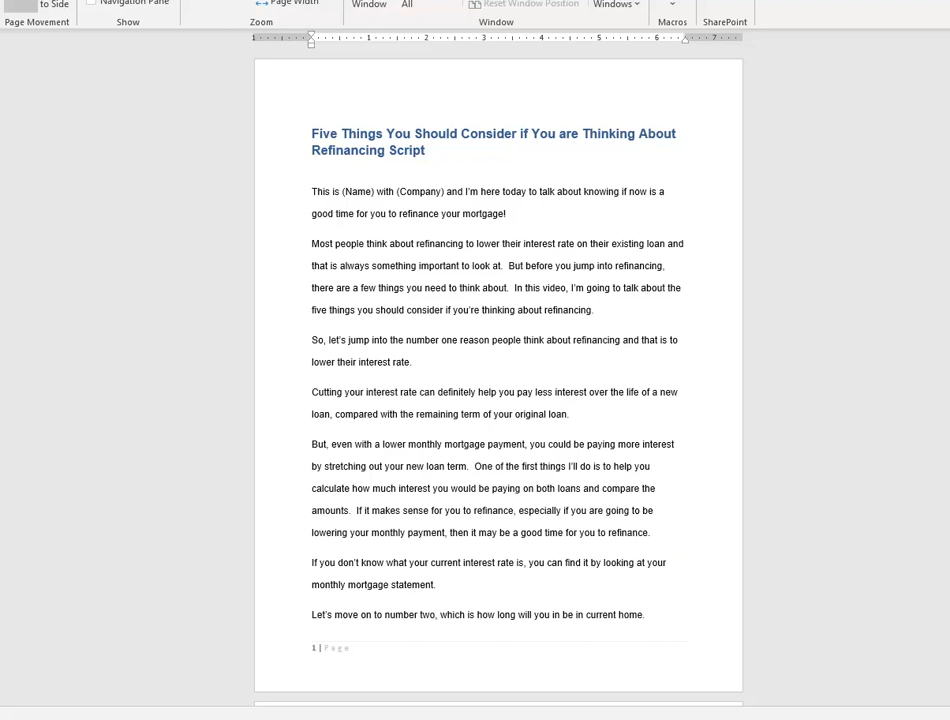 to Side
Navigation Pane
Page Width
Window
All
Reset Window Position
Windows
Page Movement
Show
Zoom
Window
Macros
SharePoint
1 1 2 3 4 5 6 7
Five Things You Should Consider if You are Thinking About
Refinancing Script
This is (Name) with (Company) and I'm here today to talk about knowing if now is a
good time for you to refinance your mortgage!
Most people think about refinancing to lower their interest rate on their existing loan and
that is always something important to look at.  But before you jump into refinancing,
there are a few things you need to think about.  In this video, I'm going to talk about the
five things you should consider if you're thinking about refinancing.
So, let's jump into the number one reason people think about refinancing and that is to
lower their interest rate.
Cutting your interest rate can definitely help you pay less interest over the life of a new
loan, compared with the remaining term of your original loan.
But, even with a lower monthly mortgage payment, you could be paying more interest
by stretching out your new loan term.  One of the first things I'll do is to help you
calculate how much interest you would be paying on both loans and compare the
amounts.  If it makes sense for you to refinance, especially if you are going to be
lowering your monthly payment, then it may be a good time for you to refinance.
If you don't know what your current interest rate is, you can find it by looking at your
monthly mortgage statement.
Let's move on to number two, which is how long will you in be in current home.
1 | Page